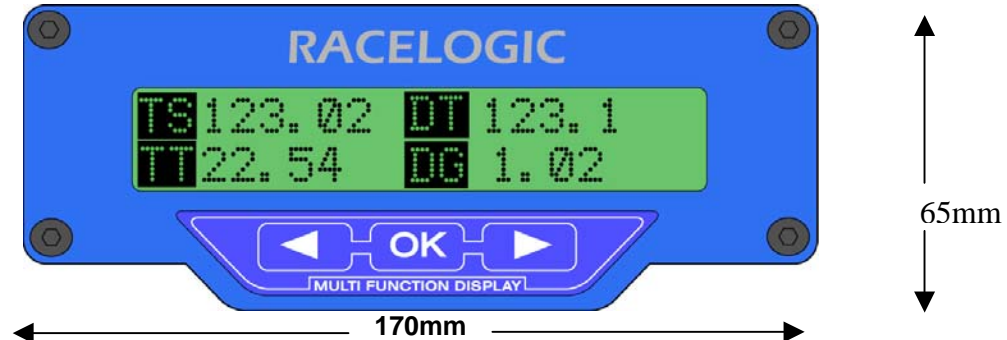 RACELOGIC
TS 123.02 DT 123.1
TT 22.54 DG 1.02
OK
MULTI FUNCTION DISPLAY
65mm
170mm